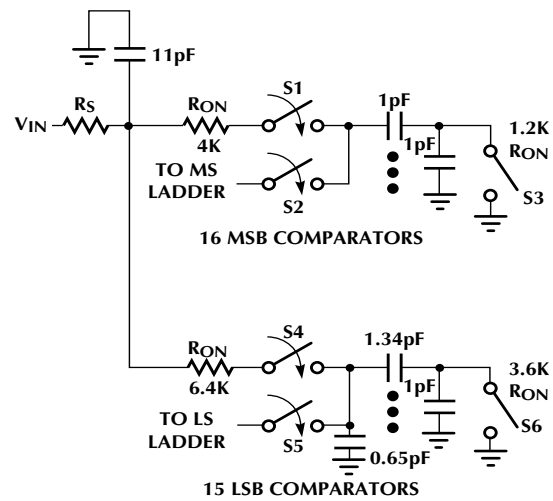 11pF
RS
VIN
RON
4K
S1
1pF
1pF
1.2K
RON
S3
TO MS
LADDER
S2
16 MSB COMPARATORS
RON
6.4K
S4
1.34pF
1pF
3.6K
RON
S6
TO LS
LADDER
S5
0.65pF
15 LSB COMPARATORS